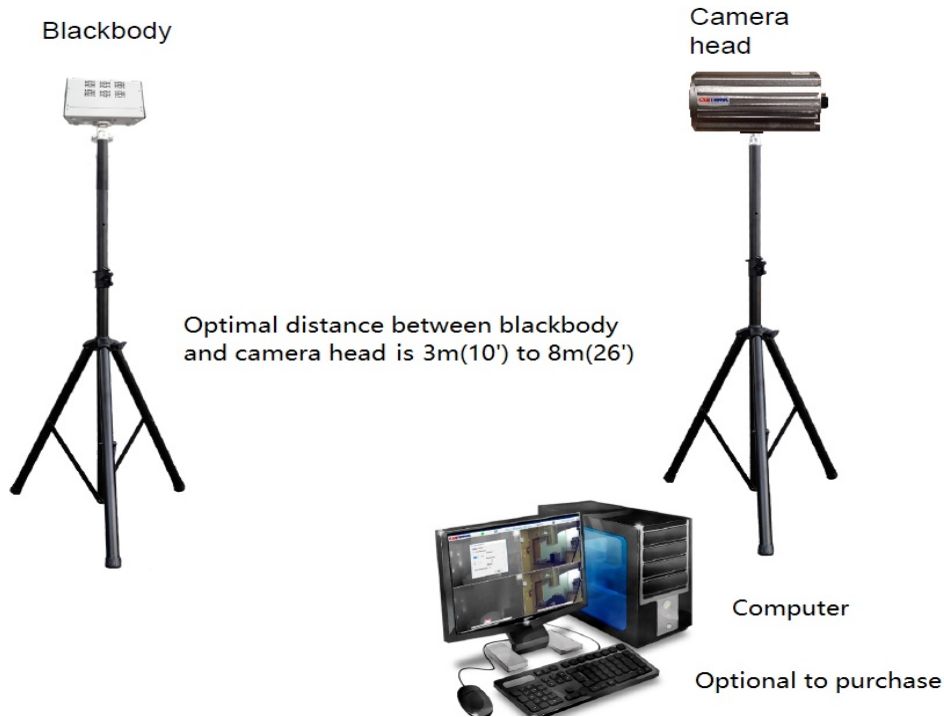 Blackbody
Camera
head
Optimal distance between blackbody
and camera head is 3m(10') to 8m(26')
Computer
Optional to purchase